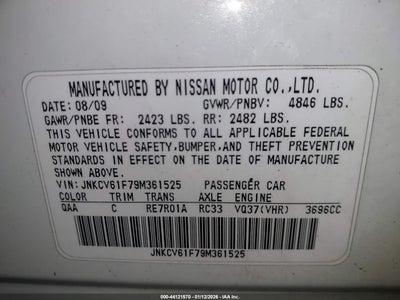 MANUFACTURED BY NISSAN MOTOR CO.,LTD.
DATE: 08/09 GVWR/PNBV: 4846 LBS.
GAWR/PNBE FR: 2423 LBS. RR: 2482 LBS.
THIS VEHICLE CONFORMS TO ALL APPLICABLE FEDERAL
MOTOR VEHICLE SAFETY, BUMPER, AND THEFT PREVENTION
STANDARDS IN EFFECT ON THE DATE OF MANUFACTURE
SHOWN ABOVE.
VIN: JNKCV61F79M361525 PASSENGER CAR
COLOR TRIM TRANS AXLE ENGINE
QAA C RE7R01A RC33 VQ37(VHR) 3696CC
JNKCV61F79M361525
000-44121570 - 01/12/2026 - IAA Inc.